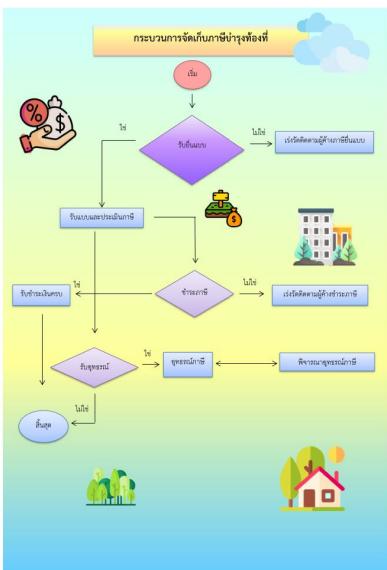 กระบวนการจัดเก็บภาษีบำรุงท้องที่
เริ่ม
ใช่
ไม่ใช่
รับยื่นแบบ
เร่งรัดติดตามผู้ค้างภาษียื่นแบบ
รับแบบและประเมินภาษี
ใช่
ไม่ใช่
รับชำระเงินครบ
ชำระภาษี
เร่งรัดติดตามผู้ค้างชำระภาษี
ใช่
รับอุทธรณ์
อุทธรณ์ภาษี
พิจารณาอุทธรณ์ภาษี
ไม่ใช่
สิ้นสุด